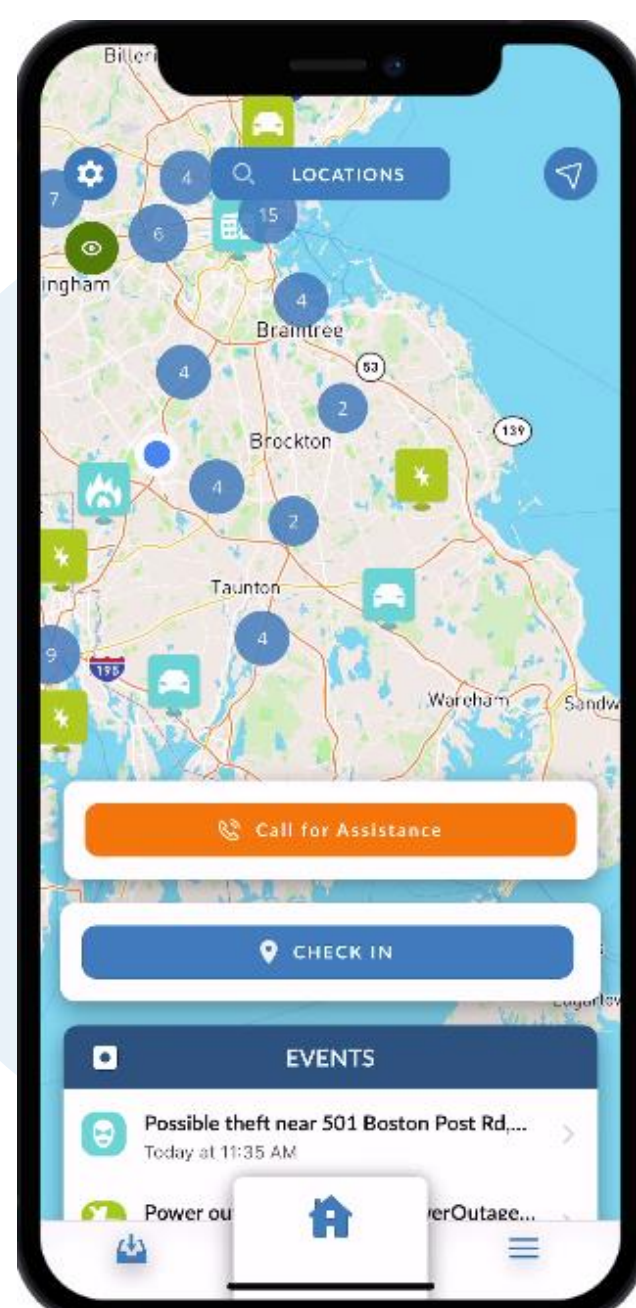 Biller
4
LOCATIONS
7
15
6
ingham
4
Braintree
53
4
2
139
Brockton
4
2
Taunton
4
9
195
Wareham
Sandw
Call for Assistance
CHECK IN
EVENTS
Possible theft near 501 Boston Post Rd,...
Today at 11:35 AM
Power ou
erOutage...